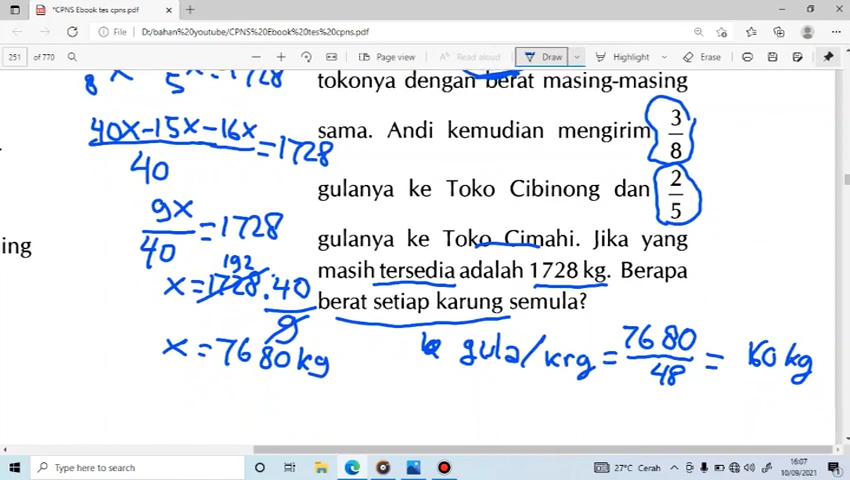 *CPNS Ebook tes cpns.pdf
File
D:/bahan%20youtube/CPNS%20Ebook%20tes%20cpns.pdf
251 of 770
Page view
Read aloud
Draw
Highlight
Erase
8 x 5 x = 1728
tokonya dengan berat masing-masing
40x-15x-16x = 1728
40
sama. Andi kemudian mengirim 3/8
gulanya ke Toko Cibinong dan 2/5
9x/40 = 1728
gulanya ke Toko Cimahi. Jika yang
ing
masih tersedia adalah 1728 kg. Berapa
192
x = 1728 . 40/9
berat setiap karung semula?
x = 7680 kg
gula/krg = 7680/48 = 160 kg
Type here to search
27°C Cerah
16:07
10/09/2021